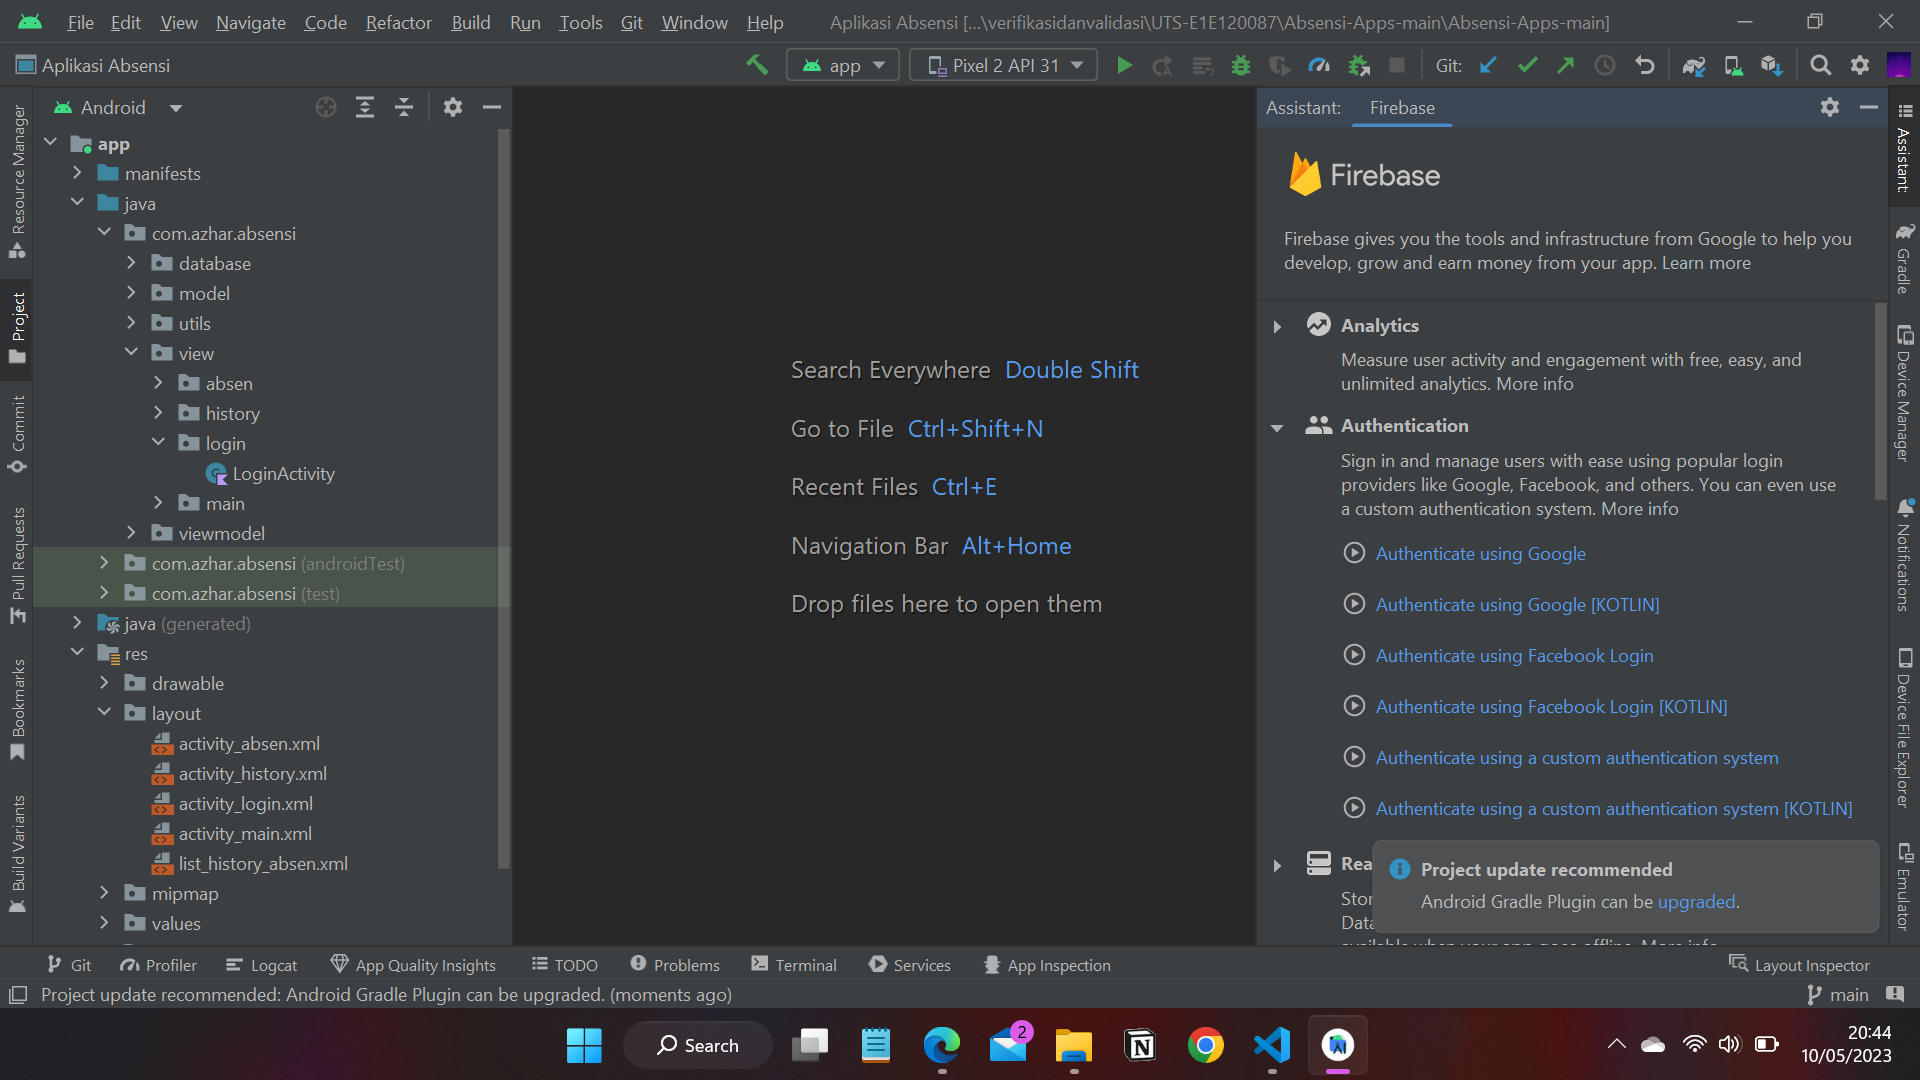 File Edit View Navigate Code Refactor Build Run Tools Git Window Help Aplikasi Absensi [...\verifikasidanvalidasi\UTS-E1E120087\Absensi-Apps-main\Absensi-Apps-main]
Aplikasi Absensi
app
Pixel 2 API 31
Git:
Resource Manager
Project
Commit
Pull Requests
Bookmarks
Build Variants
Android
app
manifests
java
com.azhar.absensi
database
model
utils
view
absen
history
login
LoginActivity
main
viewmodel
com.azhar.absensi (androidTest)
com.azhar.absensi (test)
java (generated)
res
drawable
layout
activity_absen.xml
activity_history.xml
activity_login.xml
activity_main.xml
list_history_absen.xml
mipmap
values
Search Everywhere Double Shift
Go to File Ctrl+Shift+N
Recent Files Ctrl+E
Navigation Bar Alt+Home
Drop files here to open them
Assistant: Firebase
Firebase
Firebase gives you the tools and infrastructure from Google to help you
develop, grow and earn money from your app. Learn more
Analytics
Measure user activity and engagement with free, easy, and
unlimited analytics. More info
Authentication
Sign in and manage users with ease using popular login
providers like Google, Facebook, and others. You can even use
a custom authentication system. More info
Authenticate using Google
Authenticate using Google [KOTLIN]
Authenticate using Facebook Login
Authenticate using Facebook Login [KOTLIN]
Authenticate using a custom authentication system
Authenticate using a custom authentication system [KOTLIN]
Project update recommended
Android Gradle Plugin can be upgraded.
Assistant:
Gradle
Device Manager
Notifications
Device File Explorer
Emulator
Git Profiler Logcat App Quality Insights TODO Problems Terminal Services App Inspection Layout Inspector
Project update recommended: Android Gradle Plugin can be upgraded. (moments ago)
main
Search
2
20:44
10/05/2023